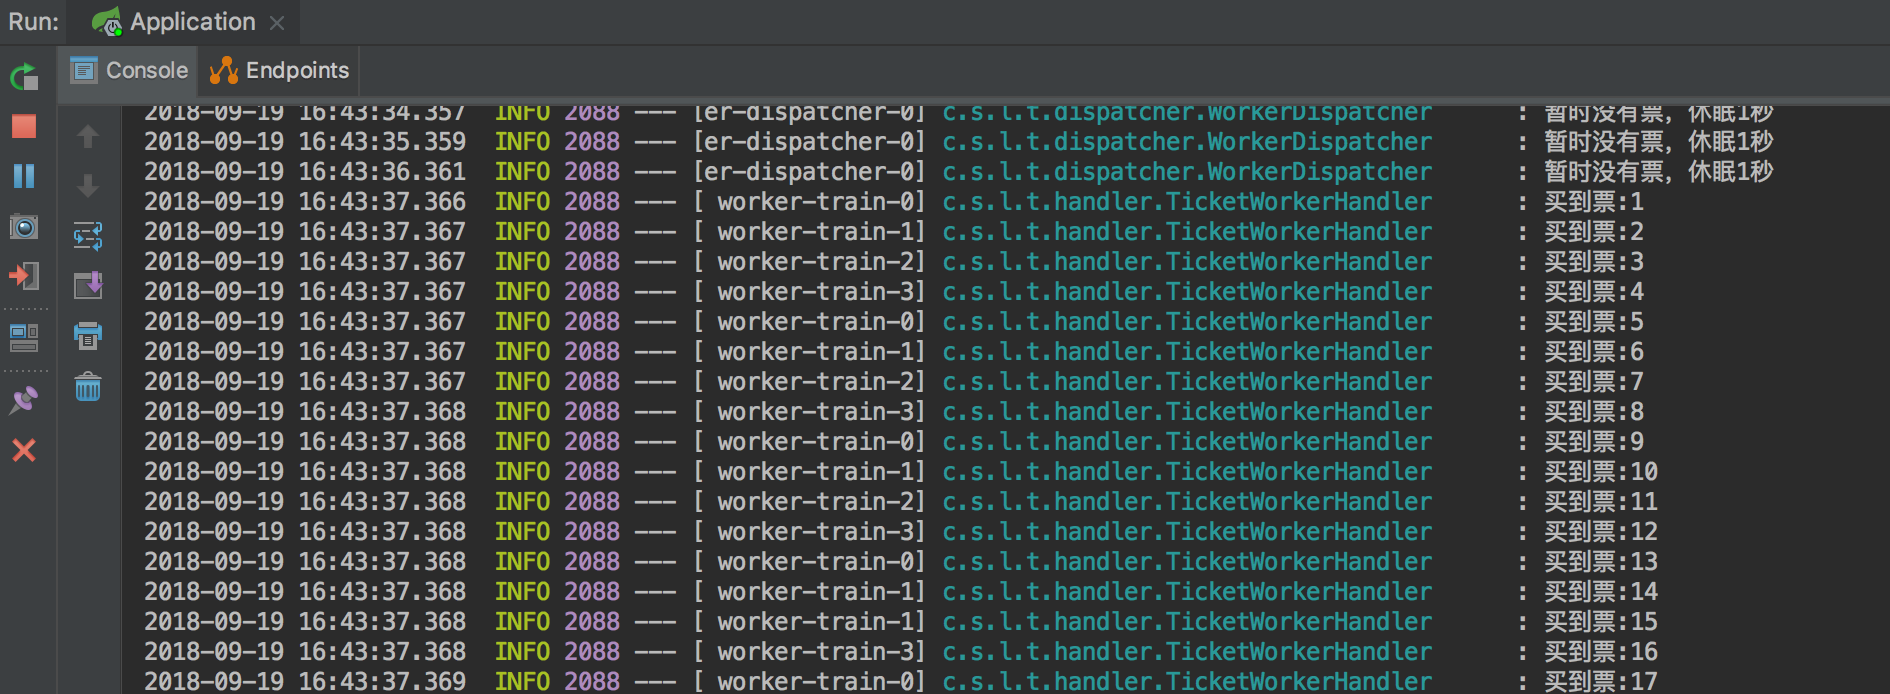 Run: Application
Console Endpoints
2018-09-19 16:43:34.357 INFO 2088 --- [er-dispatcher-0] c.s.l.t.dispatcher.WorkerDispatcher : 暂时没有票，休眠1秒
2018-09-19 16:43:35.359 INFO 2088 --- [er-dispatcher-0] c.s.l.t.dispatcher.WorkerDispatcher : 暂时没有票，休眠1秒
2018-09-19 16:43:36.361 INFO 2088 --- [er-dispatcher-0] c.s.l.t.dispatcher.WorkerDispatcher : 暂时没有票，休眠1秒
2018-09-19 16:43:37.366 INFO 2088 --- [ worker-train-0] c.s.l.t.handler.TicketWorkerHandler : 买到票:1
2018-09-19 16:43:37.367 INFO 2088 --- [ worker-train-1] c.s.l.t.handler.TicketWorkerHandler : 买到票:2
2018-09-19 16:43:37.367 INFO 2088 --- [ worker-train-2] c.s.l.t.handler.TicketWorkerHandler : 买到票:3
2018-09-19 16:43:37.367 INFO 2088 --- [ worker-train-3] c.s.l.t.handler.TicketWorkerHandler : 买到票:4
2018-09-19 16:43:37.367 INFO 2088 --- [ worker-train-0] c.s.l.t.handler.TicketWorkerHandler : 买到票:5
2018-09-19 16:43:37.367 INFO 2088 --- [ worker-train-1] c.s.l.t.handler.TicketWorkerHandler : 买到票:6
2018-09-19 16:43:37.367 INFO 2088 --- [ worker-train-2] c.s.l.t.handler.TicketWorkerHandler : 买到票:7
2018-09-19 16:43:37.368 INFO 2088 --- [ worker-train-3] c.s.l.t.handler.TicketWorkerHandler : 买到票:8
2018-09-19 16:43:37.368 INFO 2088 --- [ worker-train-0] c.s.l.t.handler.TicketWorkerHandler : 买到票:9
2018-09-19 16:43:37.368 INFO 2088 --- [ worker-train-1] c.s.l.t.handler.TicketWorkerHandler : 买到票:10
2018-09-19 16:43:37.368 INFO 2088 --- [ worker-train-2] c.s.l.t.handler.TicketWorkerHandler : 买到票:11
2018-09-19 16:43:37.368 INFO 2088 --- [ worker-train-3] c.s.l.t.handler.TicketWorkerHandler : 买到票:12
2018-09-19 16:43:37.368 INFO 2088 --- [ worker-train-0] c.s.l.t.handler.TicketWorkerHandler : 买到票:13
2018-09-19 16:43:37.368 INFO 2088 --- [ worker-train-1] c.s.l.t.handler.TicketWorkerHandler : 买到票:14
2018-09-19 16:43:37.368 INFO 2088 --- [ worker-train-1] c.s.l.t.handler.TicketWorkerHandler : 买到票:15
2018-09-19 16:43:37.368 INFO 2088 --- [ worker-train-3] c.s.l.t.handler.TicketWorkerHandler : 买到票:16
2018-09-19 16:43:37.369 INFO 2088 --- [ worker-train-0] c.s.l.t.handler.TicketWorkerHandler : 买到票:17